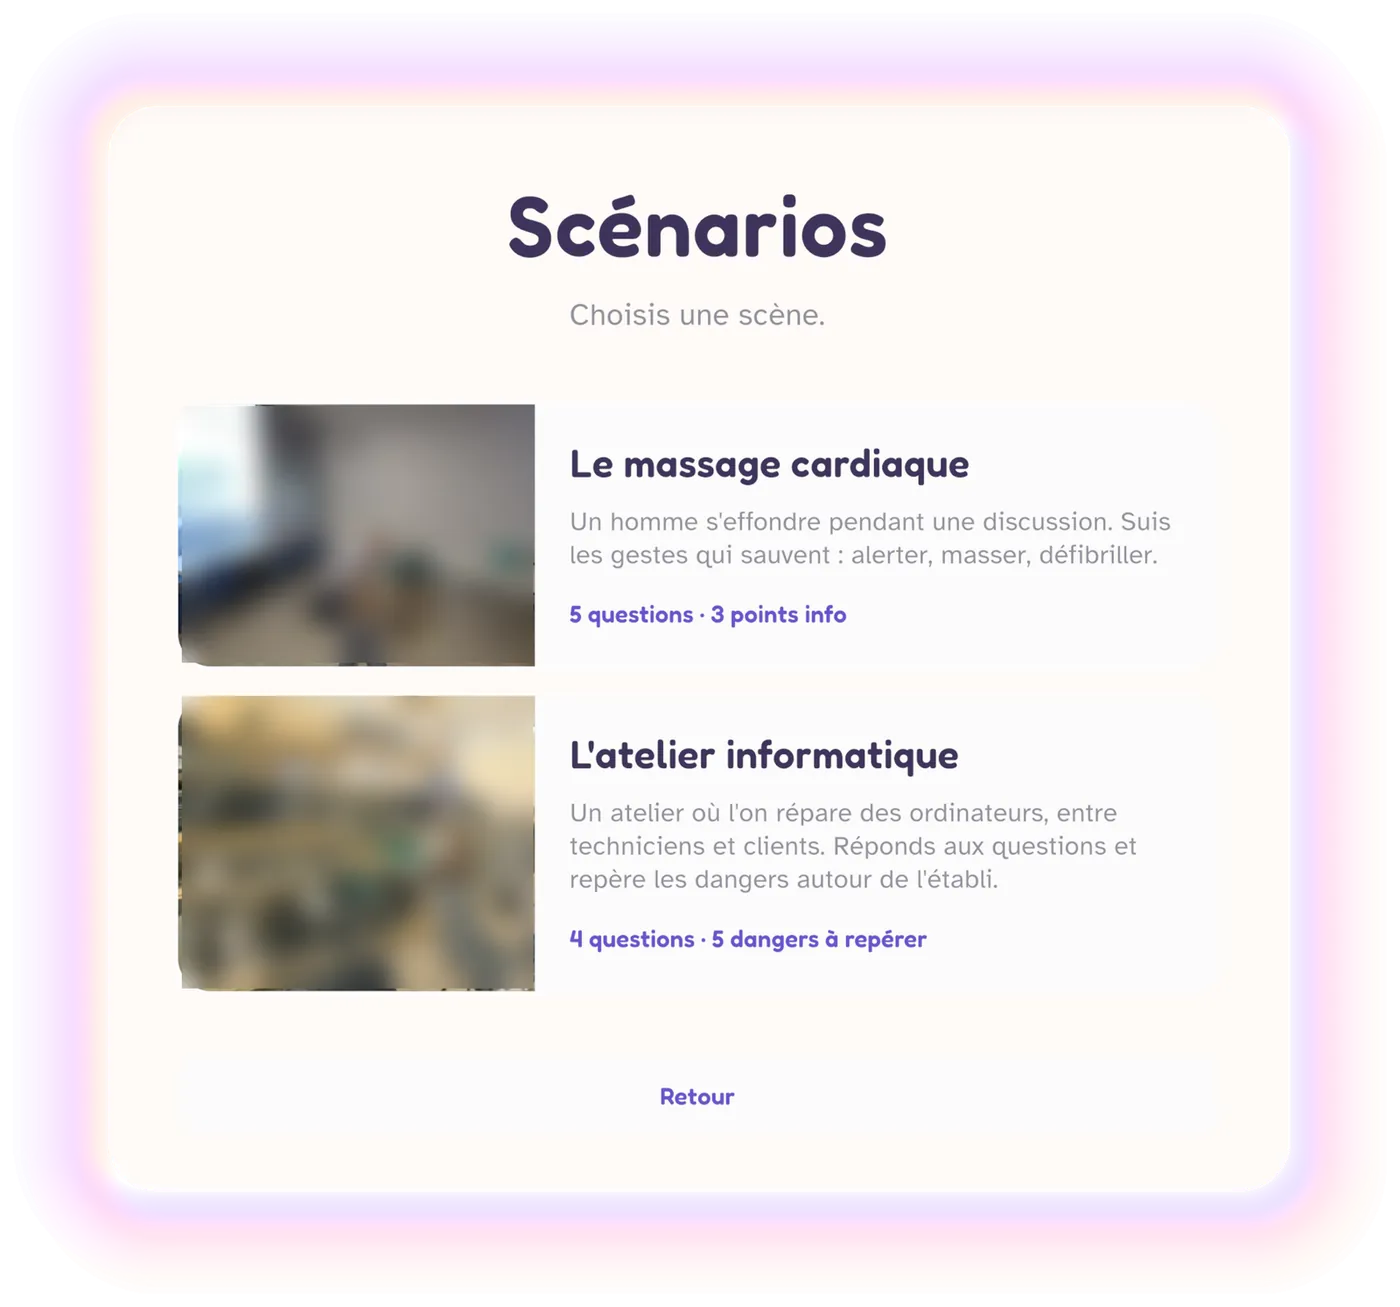 Scénarios
Choisis une scène.
Le massage cardiaque
Un homme s'effondre pendant une discussion. Suis
les gestes qui sauvent : alerter, masser, défibriller.
5 questions · 3 points info
L'atelier informatique
Un atelier où l'on répare des ordinateurs, entre
techniciens et clients. Réponds aux questions et
repère les dangers autour de l'établi.
4 questions · 5 dangers à repérer
Retour